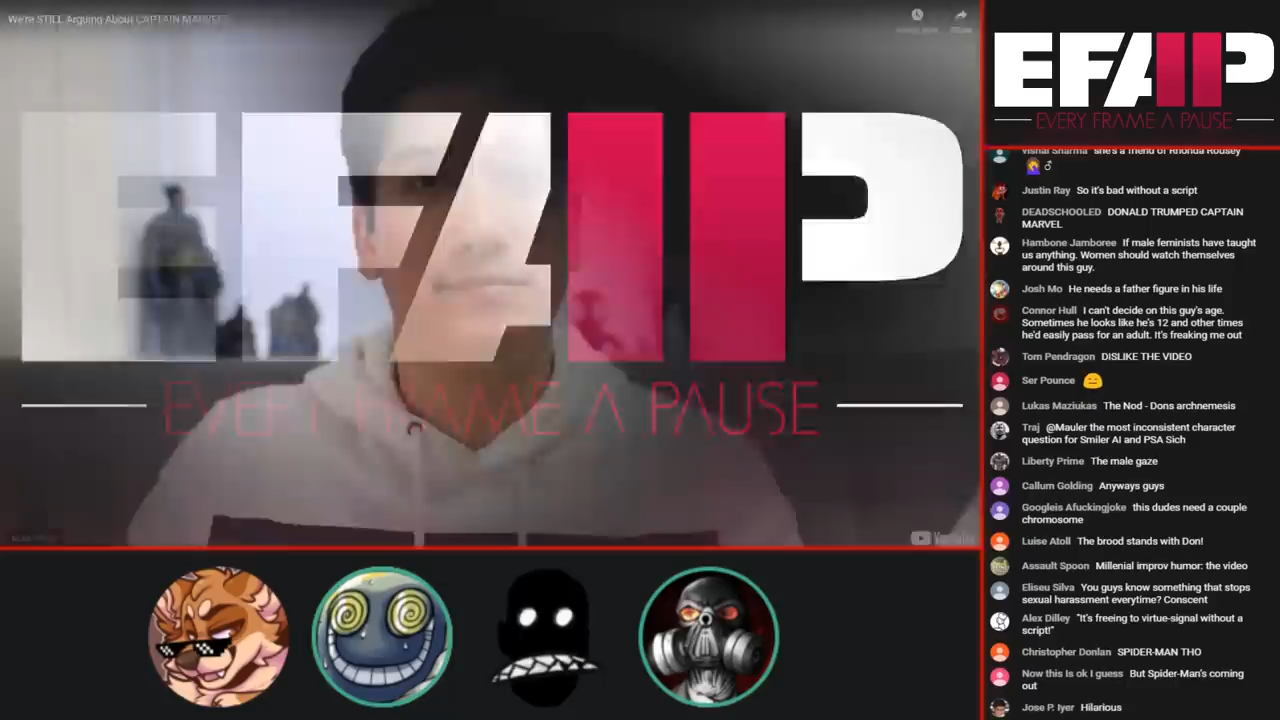 We're STILL Arguing About CAPTAIN MARVEL
EFAP
EVERY FRAME A PAUSE
EFAP
EVERY FRAME A PAUSE
Vishal Sharma she's a friend of Rhonda Rousey
Justin Ray So it's bad without a script
DEADSCHOOLED DONALD TRUMPED CAPTAIN
MARVEL
Hambone Jamboree If male feminists have taught
us anything. Women should watch themselves
around this guy.
Josh Mo He needs a father figure in his life
Connor Hull I can't decide on this guy's age.
Sometimes he looks like he's 12 and other times
he'd easily pass for an adult. It's freaking me out
Tom Pendragon DISLIKE THE VIDEO
Ser Pounce
Lukas Maziukas The Nod - Dons archnemesis
Traj @Mauler the most inconsistent character
question for Smiler AI and PSA Sich
Liberty Prime The male gaze
Callum Golding Anyways guys
Googleis Afuckingjoke this dudes need a couple
chromosome
Luise Atoll The brood stands with Don!
Assault Spoon Millenial improv humor: the video
Eliseu Silva You guys know something that stops
sexual harassment everytime? Conscent
Alex Dilley "It's freeing to virtue-signal without a
script!"
Christopher Donlan SPIDER-MAN THO
Now this Is ok I guess But Spider-Man's coming
out
Jose P. Iyer Hilarious